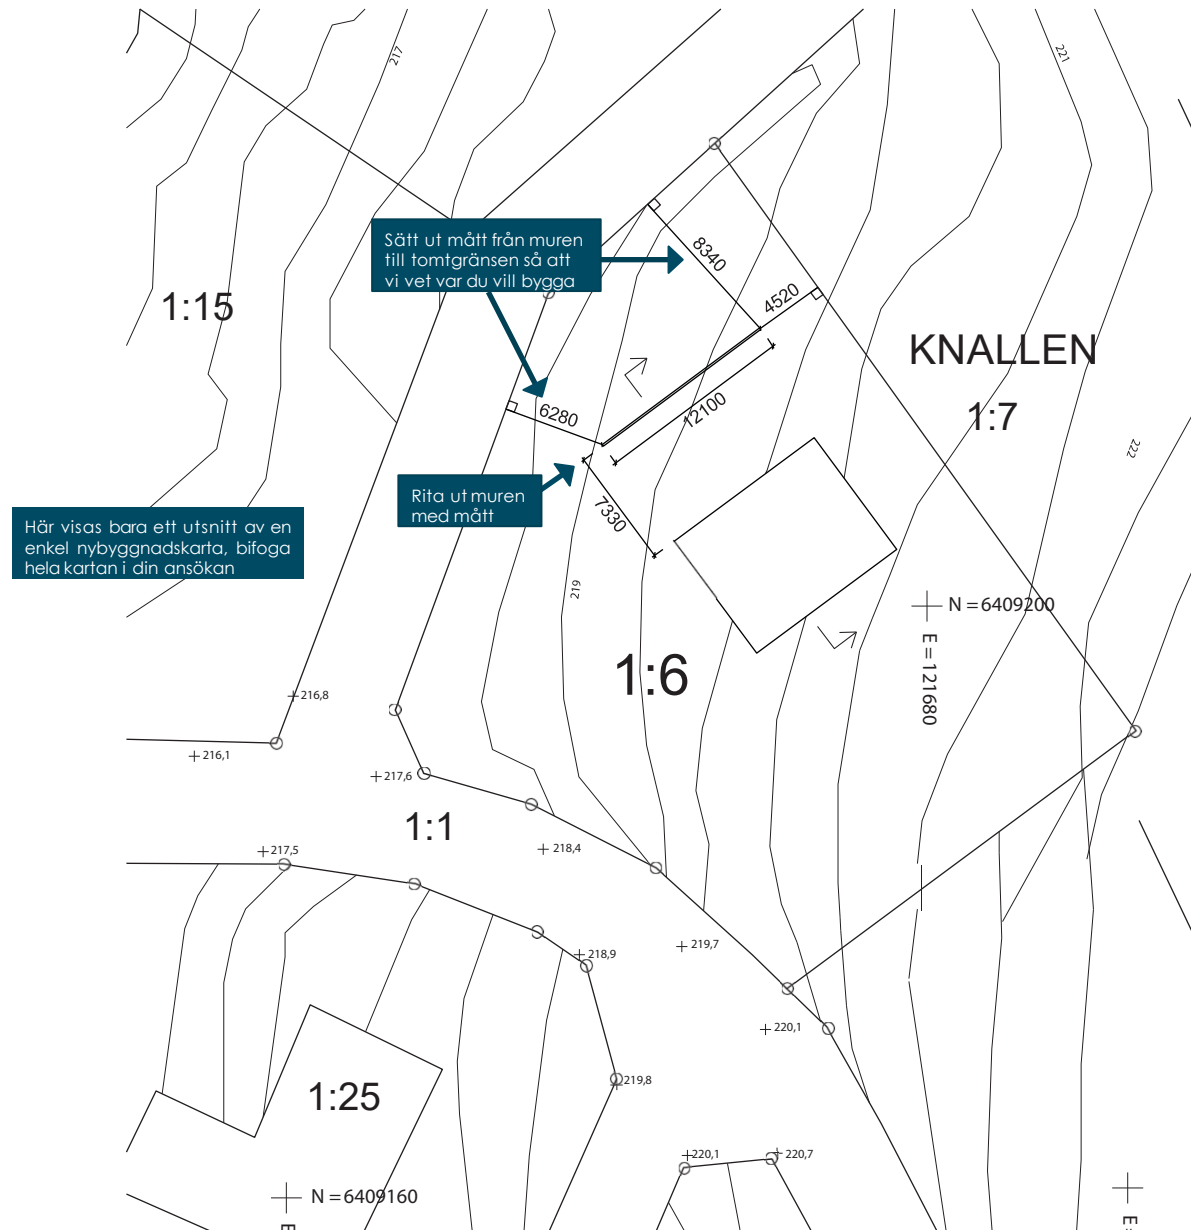 217
221
Sätt ut mått från muren
till tomtgränsen så att
vi vet var du vill bygga
8340
4520
1:15
KNALLEN
1:7
6280
12100
222
Rita ut muren
med mått
7330
Här visas bara ett utsnitt av en
enkel nybyggnadskarta, bifoga
hela kartan i din ansökan
219
N = 6409200
E = 121680
1:6
216,8
216,1
217,6
1:1
217,5
218,4
219,7
218,9
220,1
219,8
1:25
220,1
220,7
N = 6409160